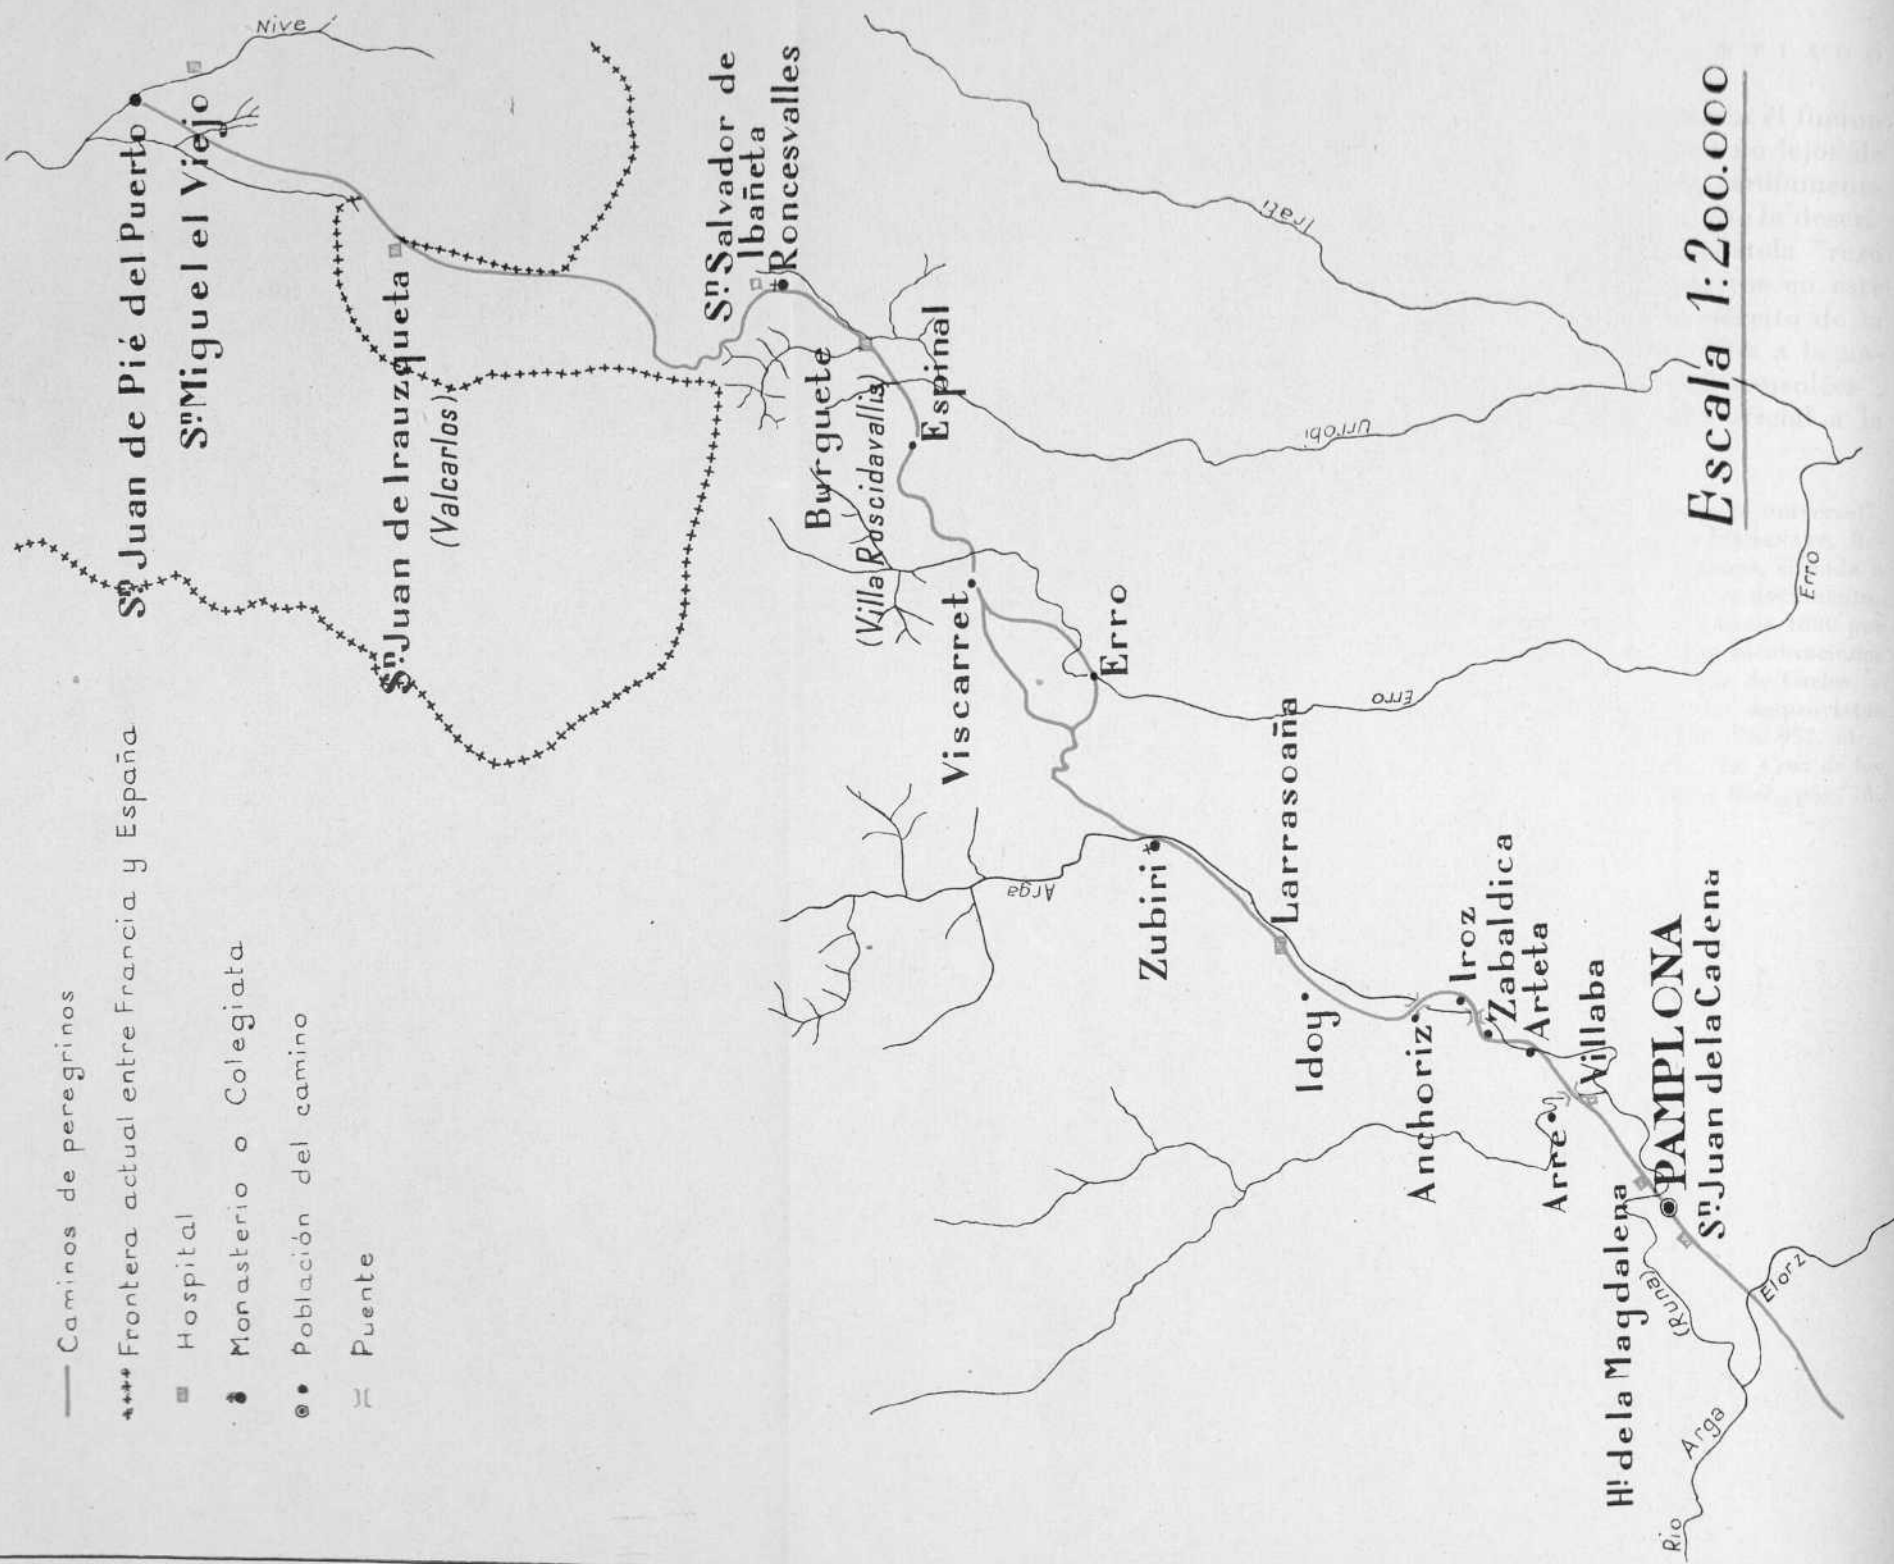 Caminos de peregrinos
Frontera actual entre Francia y España
Hospital
Monasterio o Colegiata
Población del camino
Puente
Nive
Sⁿ Juan de Pié del Puerto
Sⁿ Miguel el Viejo
Sⁿ Juan de Irauzqueta
(Valcarlos)
Sⁿ Salvador de
Ibañeta
Roncesvalles
Burguete
(Villa Roscidavallis)
Espinal
Viscarret
Erro
Irati
Urrobi
Erro
Erro
Arga
Zubiri
Larrasoaña
Idoy
Anchoriz
Iroz
Zabaldica
Arteta
Arre
Villaba
Hˡ de la Magdalena
PAMPLONA
Sⁿ Juan de la Cadena
(Runa)
Elorz
Rio
Arga
Escala 1:200.000